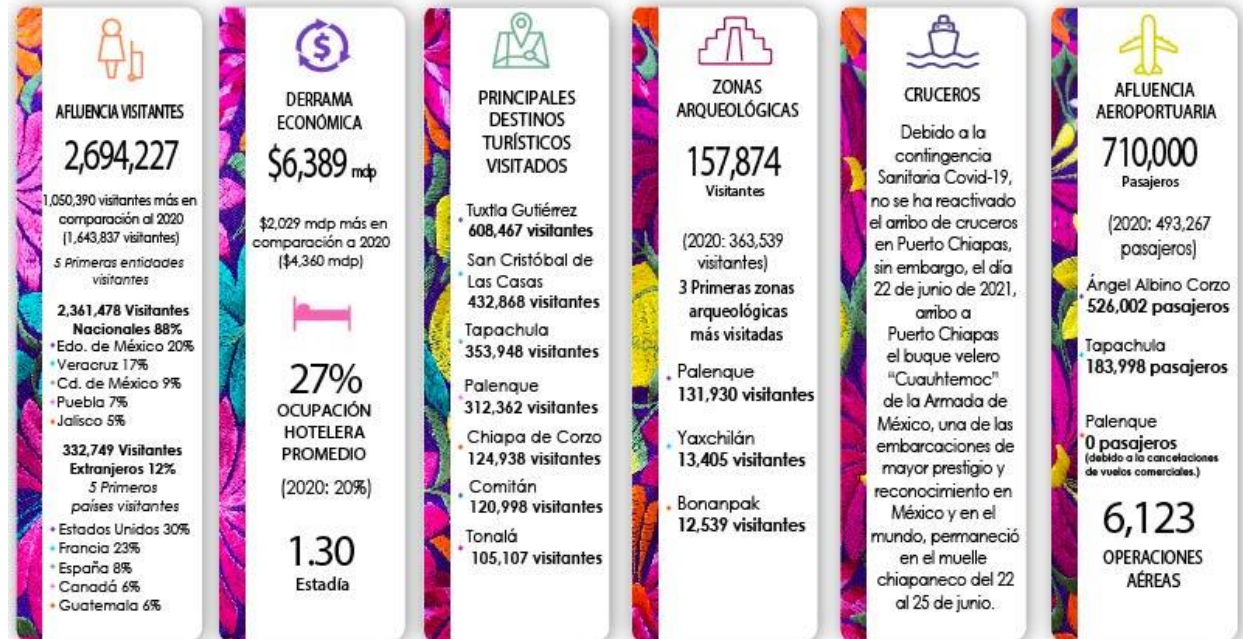 AFLUENCIA VISITANTES
2,694,227
1,050,390 visitantes más en
comparación al 2020
(1,643,837 visitantes)
5 Primeras entidades
visitantes
2,361,478 Visitantes
Nacionales 88%
• Edo. de México 20%
• Veracruz 17%
• Cd. de México 9%
• Puebla 7%
• Jalisco 5%
332,749 Visitantes
Extranjeros 12%
5 Primeros
países visitantes
• Estados Unidos 30%
• Francia 23%
• España 8%
• Canadá 6%
• Guatemala 6%
$
DERRAMA
ECONÓMICA
$6,389 mdp
$2,029 mdp más en
comparación a 2020
($4,360 mdp)
27%
OCUPACIÓN
HOTELERA
PROMEDIO
(2020: 20%)
1.30
Estadía
PRINCIPALES
DESTINOS
TURÍSTICOS
VISITADOS
• Tuxtla Gutiérrez
608,467 visitantes
• San Cristóbal de
Las Casas
432,868 visitantes
• Tapachula
353,948 visitantes
• Palenque
312,362 visitantes
• Chiapa de Corzo
124,938 visitantes
• Comitán
120,998 visitantes
• Tonalá
105,107 visitantes
ZONAS
ARQUEOLÓGICAS
157,874
Visitantes
(2020: 363,539
visitantes)
3 Primeras zonas
arqueológicas
más visitadas
• Palenque
131,930 visitantes
• Yaxchilán
13,405 visitantes
• Bonanpak
12,539 visitantes
CRUCEROS
Debido a la
contingencia
Sanitaria Covid-19,
no se ha reactivado
el arribo de cruceros
en Puerto Chiapas,
sin embargo, el día
22 de junio de 2021,
arribo a
Puerto Chiapas
el buque velero
“Cuauhtemoc”
de la Armada de
México, una de las
embarcaciones de
mayor prestigio y
reconocimiento en
México y en el
mundo, permaneció
en el muelle
chiapaneco del 22
al 25 de junio.
AFLUENCIA
AEROPORTUARIA
710,000
Pasajeros
(2020: 493,267
pasajeros)
• Ángel Albino Corzo
526,002 pasajeros
• Tapachula
183,998 pasajeros
• Palenque
0 pasajeros
(debido a la cancelaciones
de vuelos comerciales.)
6,123
OPERACIONES
AÉREAS